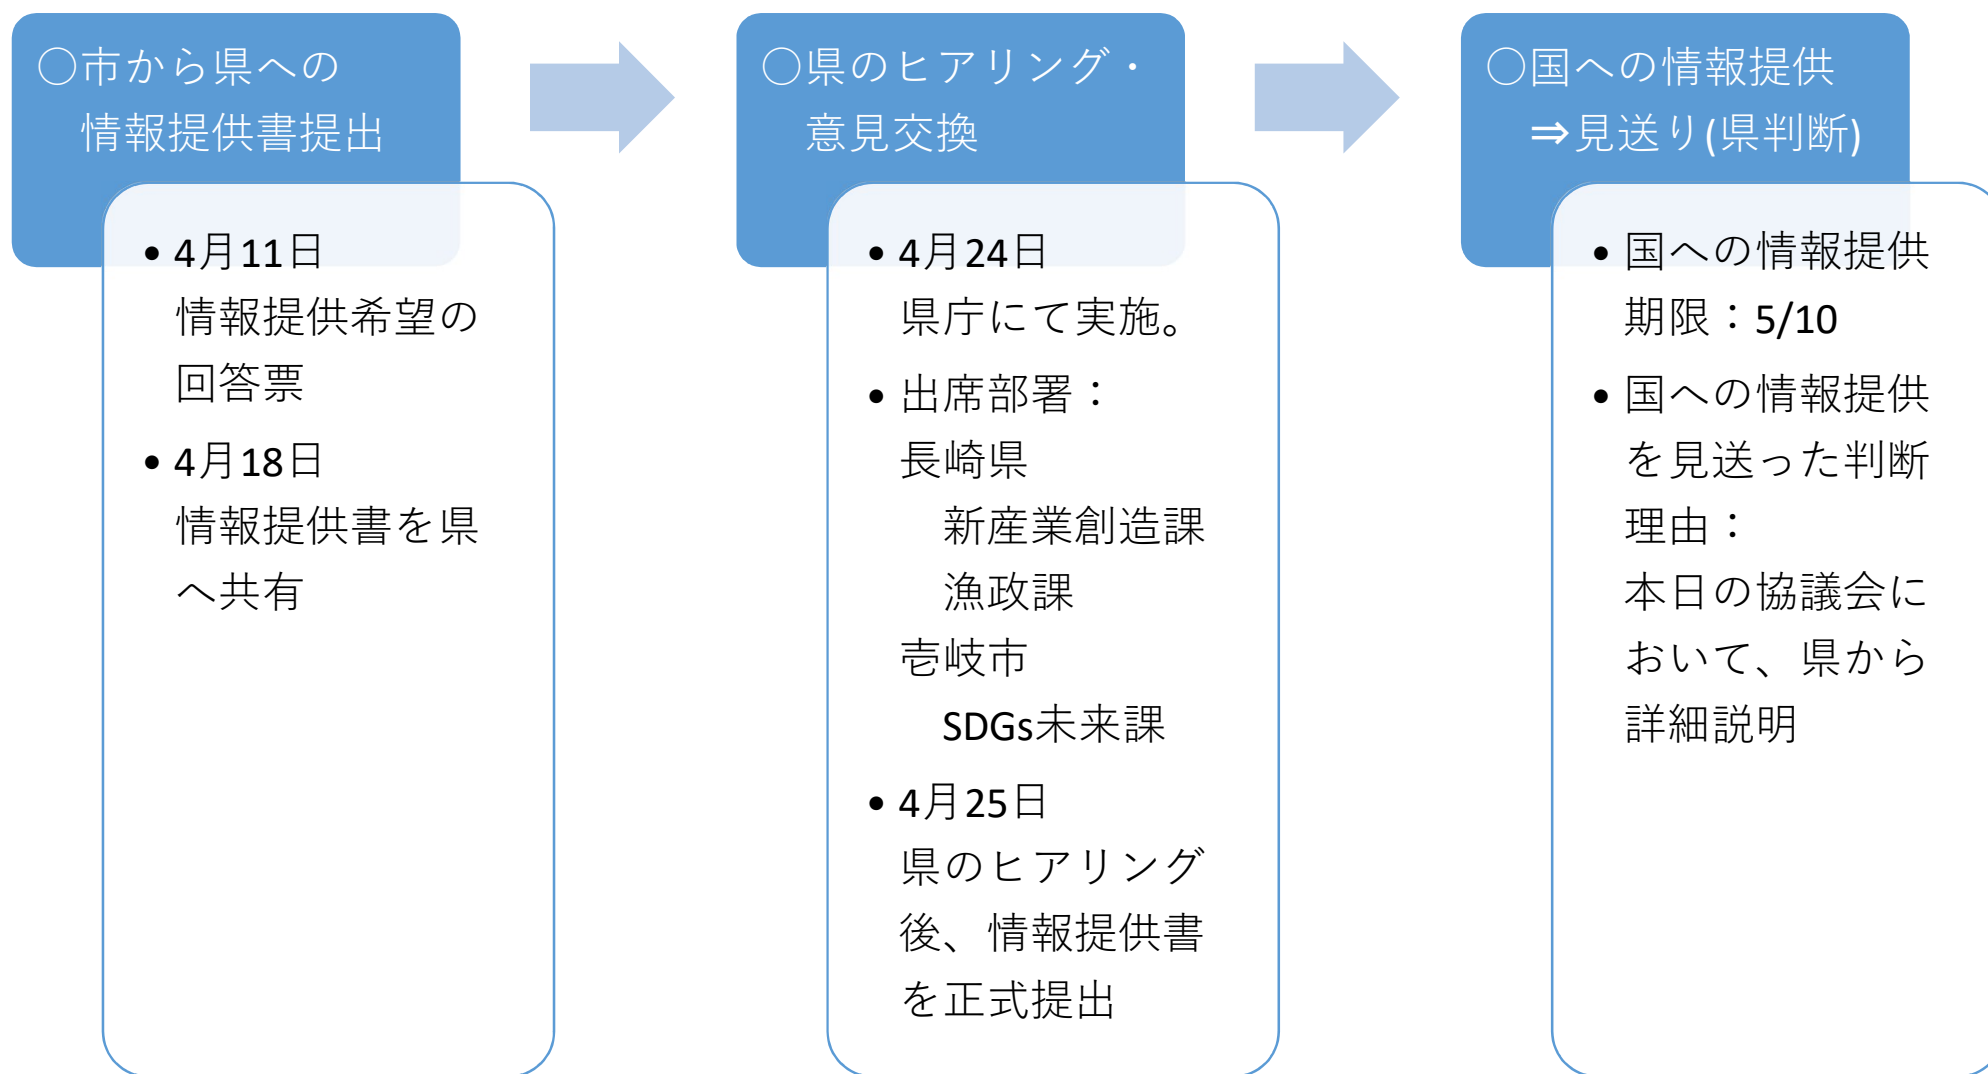 ○市から県への
情報提供書提出
• 4月11日
情報提供希望の
回答票
• 4月18日
情報提供書を県
へ共有
○県のヒアリング・
意見交換
• 4月24日
県庁にて実施。
• 出席部署：
長崎県
新産業創造課
漁政課
壱岐市
SDGs未来課
• 4月25日
県のヒアリング
後、情報提供書
を正式提出
○国への情報提供
⇒見送り(県判断)
• 国への情報提供
期限：5/10
• 国への情報提供
を見送った判断
理由：
本日の協議会に
おいて、県から
詳細説明